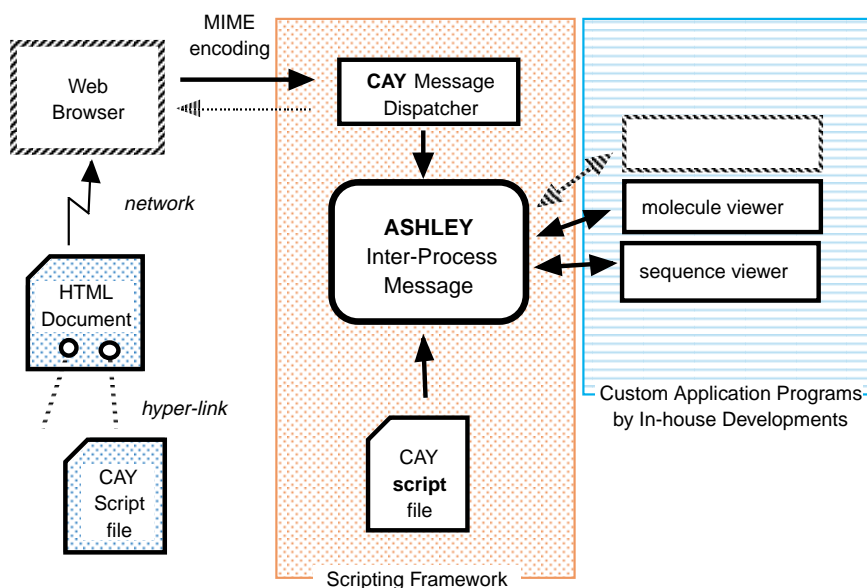 MIME
encoding
Web
Browser
CAY Message
Dispatcher
network
molecule viewer
ASHLEY
Inter-Process
Message
sequence viewer
HTML
Document
hyper-link
Custom Application Programs
by In-house Developments
CAY
Script
file
CAY
script
file
Scripting Framework